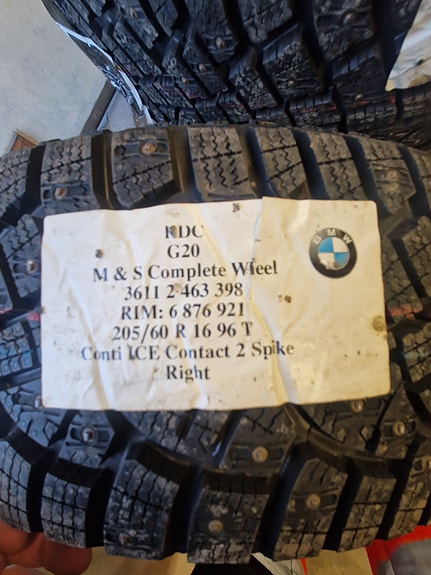 RDC
G20
M & S Complete Wheel
3611 2 463 398
RIM: 6 876 921
205/60 R 16 96 T
Conti ICE Contact 2 Spike
Right
BMW